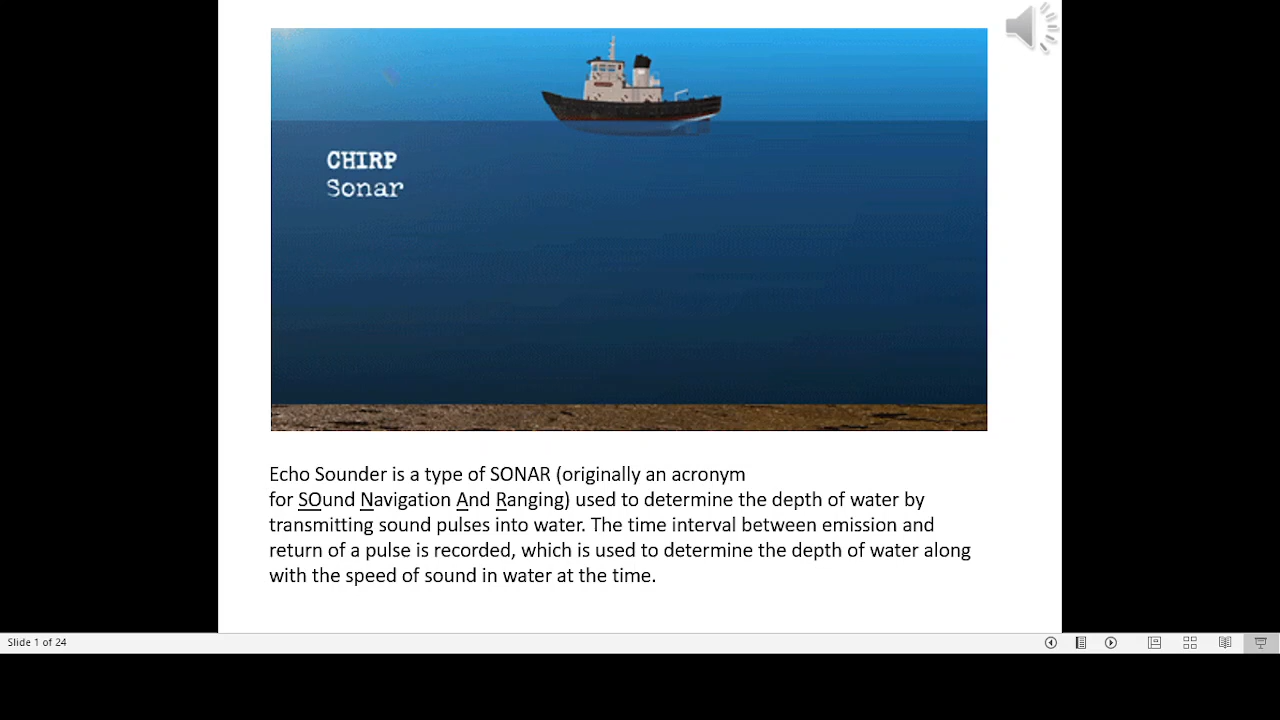 CHIRP
Sonar
Echo Sounder is a type of SONAR (originally an acronym
for SOund Navigation And Ranging) used to determine the depth of water by
transmitting sound pulses into water. The time interval between emission and
return of a pulse is recorded, which is used to determine the depth of water along
with the speed of sound in water at the time.
Slide 1 of 24